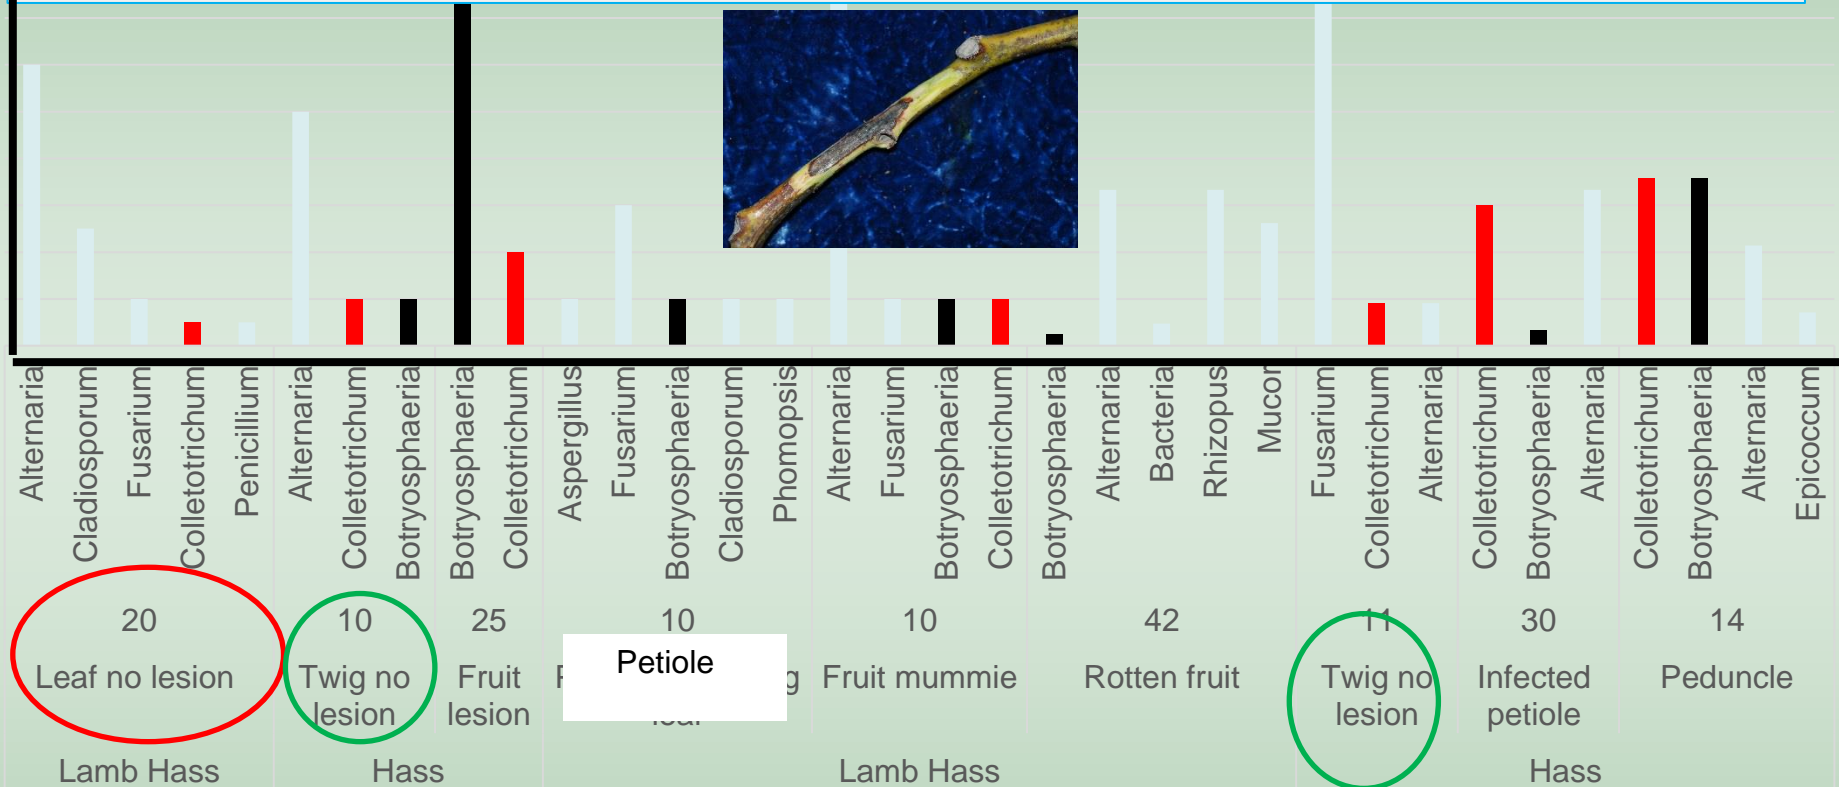 Alternaria
Cladiosporum
Fusarium
Colletotrichum
Penicillium
Alternaria
Colletotrichum
Botryosphaeria
Botryosphaeria
Colletotrichum
Aspergillus
Fusarium
Botryosphaeria
Cladiosporum
Phomopsis
Alternaria
Fusarium
Botryosphaeria
Colletotrichum
Botryosphaeria
Alternaria
Bacteria
Rhizopus
Mucor
Fusarium
Colletotrichum
Alternaria
Colletotrichum
Botryosphaeria
Alternaria
Colletotrichum
Botryosphaeria
Alternaria
Epicoccum
20
10
25
10
10
42
11
30
14
Leaf no lesion
Twig no
lesion
Fruit
lesion
Petiole
Fruit mummie
Rotten fruit
Twig no
lesion
Infected
petiole
Peduncle
Lamb Hass
Hass
Lamb Hass
Hass